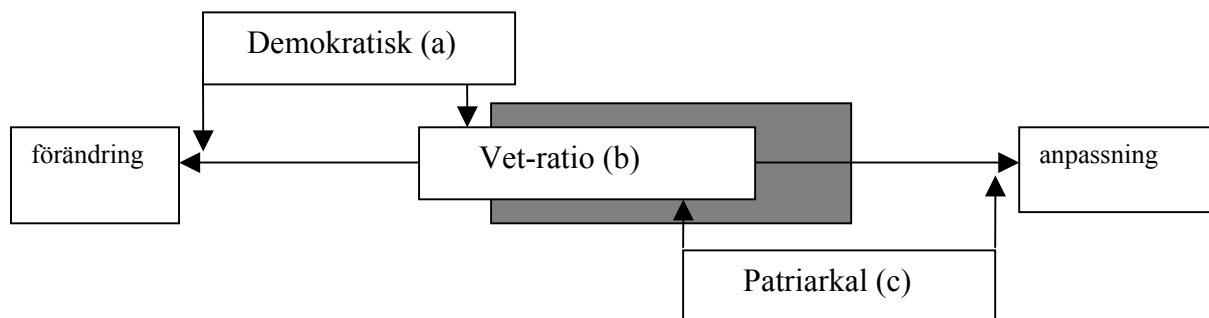 Demokratisk (a)
förändring
Vet-ratio (b)
anpassning
Patriarkal (c)